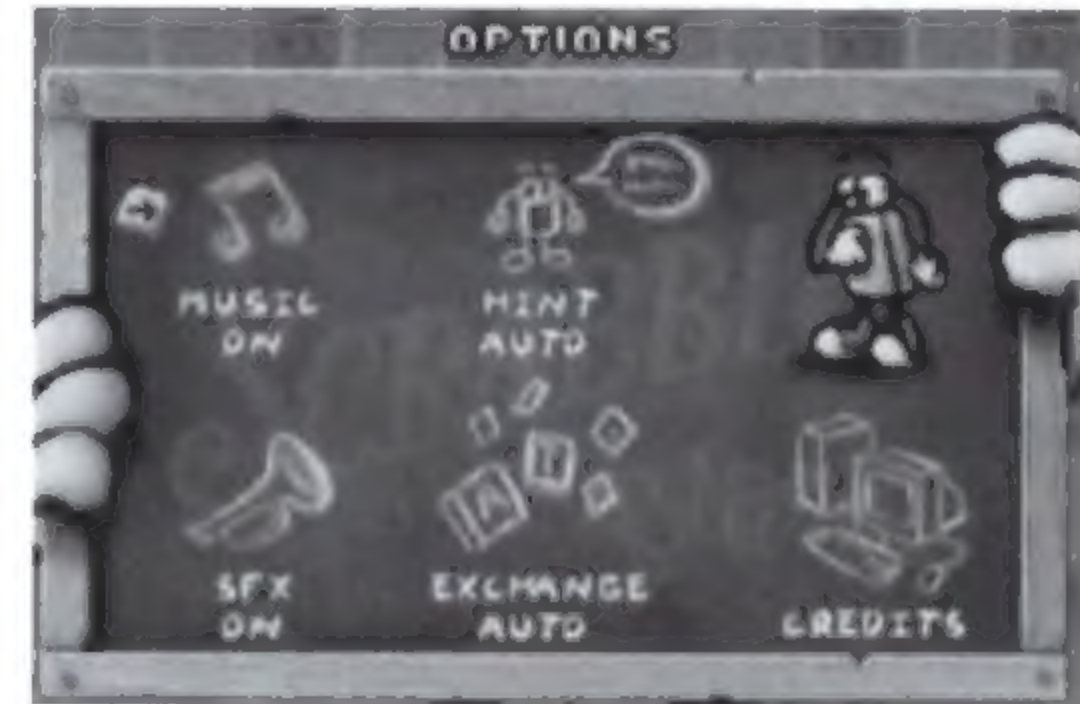 OPTIONS
MUSIC
ON
HINT
AUTO
SFX
ON
EXCHANGE
AUTO
CREDITS